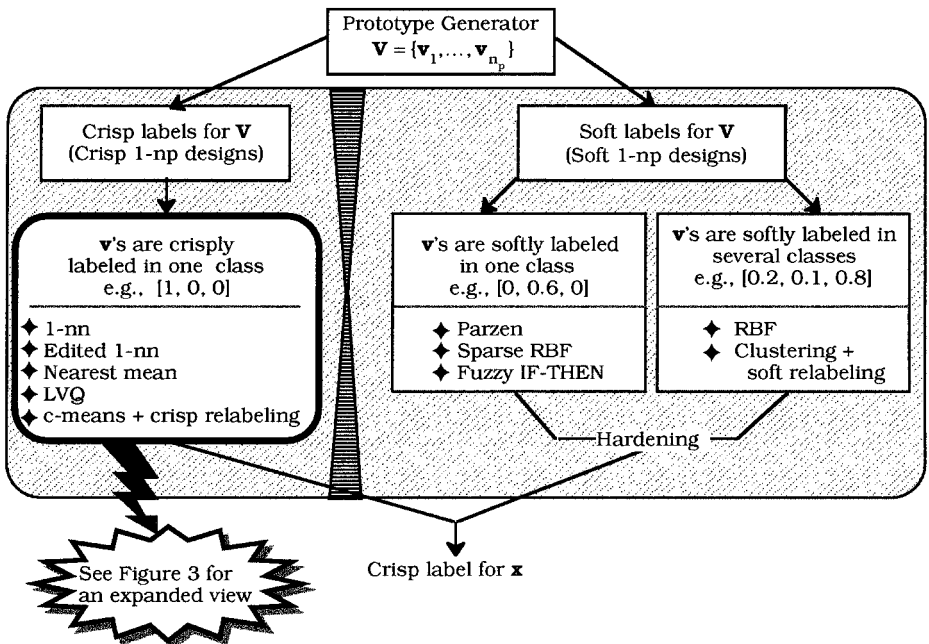 Prototype Generator
V = {v₁,..., v_{n_p}}
Crisp labels for V
(Crisp 1-np designs)
Soft labels for V
(Soft 1-np designs)
v's are crisply
labeled in one class
e.g., [1, 0, 0]
✦ 1-nn
✦ Edited 1-nn
✦ Nearest mean
✦ LVQ
✦ c-means + crisp relabeling
v's are softly labeled
in one class
e.g., [0, 0.6, 0]
✦ Parzen
✦ Sparse RBF
✦ Fuzzy IF-THEN
v's are softly labeled in
several classes
e.g., [0.2, 0.1, 0.8]
✦ RBF
✦ Clustering +
soft relabeling
Hardening
See Figure 3 for
an expanded view
Crisp label for x